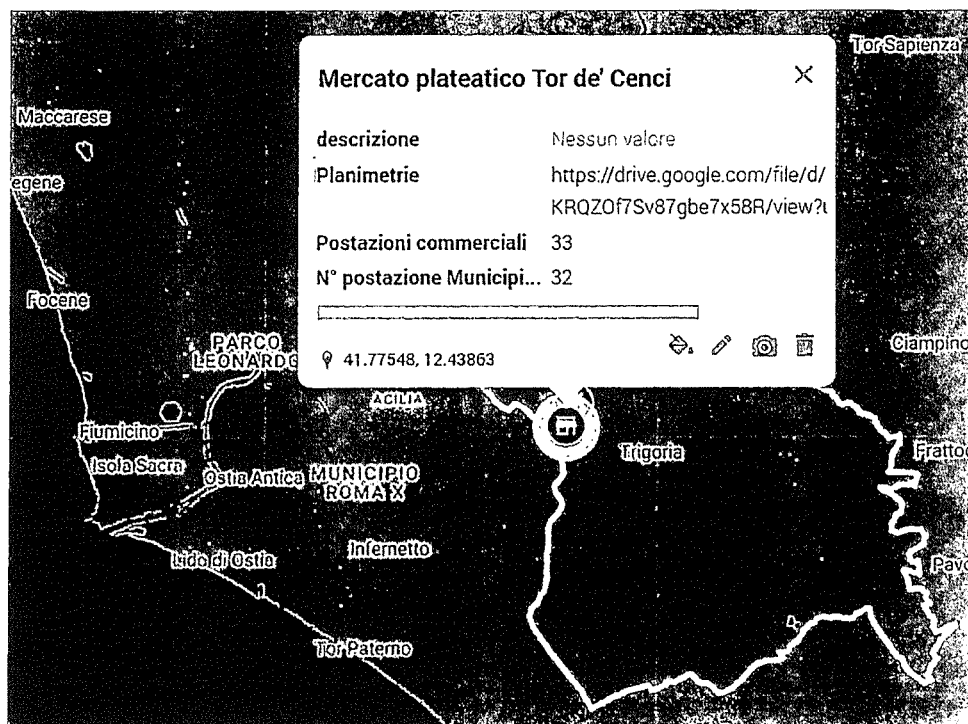 Tor Sapienza
Mercato plateatico Tor de' Cenci
Maccarese
descrizione Nessun valore
Planimetrie https://drive.google.com/file/d/
egene
KRQZOf7Sv87gbe7x58R/view?u
Postazioni commerciali 33
N° postazione Municipi... 32
Focene
PARCO
LEONARDO
41.77548, 12.43863
Ciampino
ACILIA
Fiumicino
Trigoria
Frattoc
Isola Sacra
Ostia Antica
MUNICIPIO
ROMA X
Lido di Ostia
Infernetto
Pavo
Tor Paterno